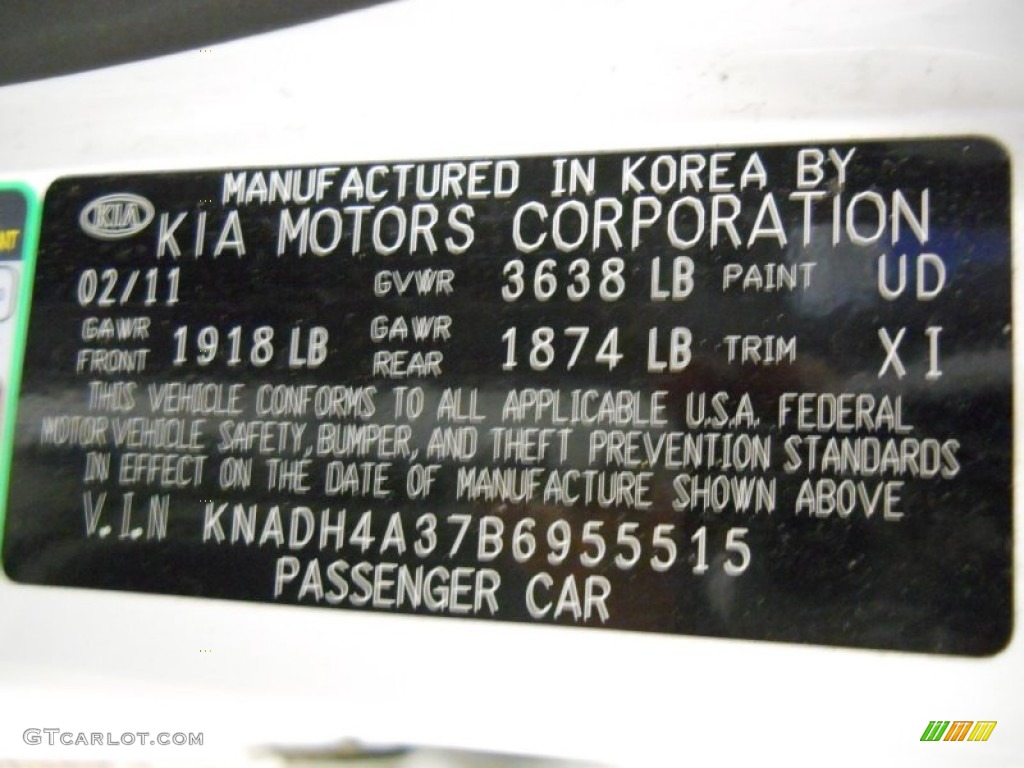 MANUFACTURED IN KOREA BY
KIA KIA MOTORS CORPORATION
02/11 GVWR 3638 LB PAINT UD
GAWR FRONT 1918 LB GAWR REAR 1874 LB TRIM XI
THIS VEHICLE CONFORMS TO ALL APPLICABLE U.S.A. FEDERAL
MOTOR VEHICLE SAFETY, BUMPER, AND THEFT PREVENTION STANDARDS
IN EFFECT ON THE DATE OF MANUFACTURE SHOWN ABOVE
V.I.N KNADH4A37B6955515
PASSENGER CAR
GTCARLOT.COM